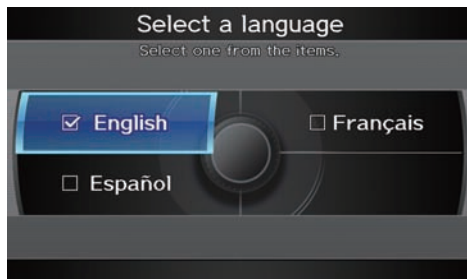 Select a language
Select one from the items.
English
Français
Español